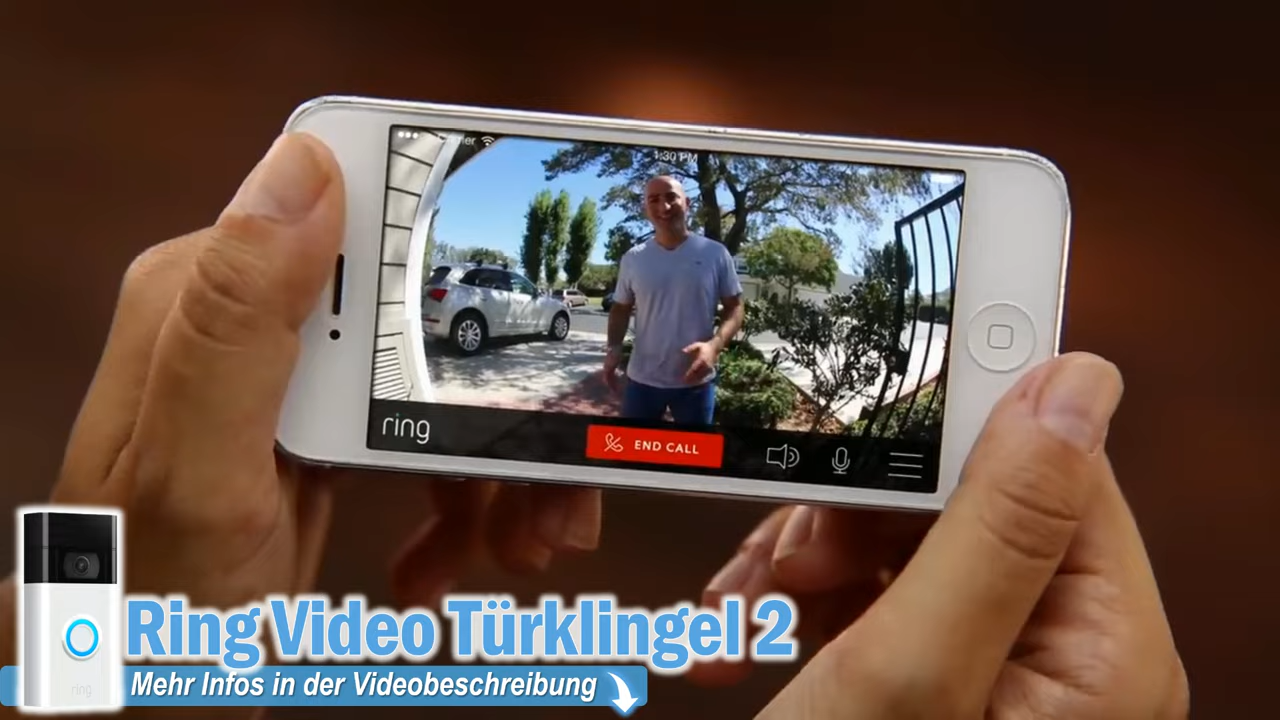 1:30 PM
ring
END CALL
ring
Ring Video Türklingel 2
Mehr Infos in der Videobeschreibung